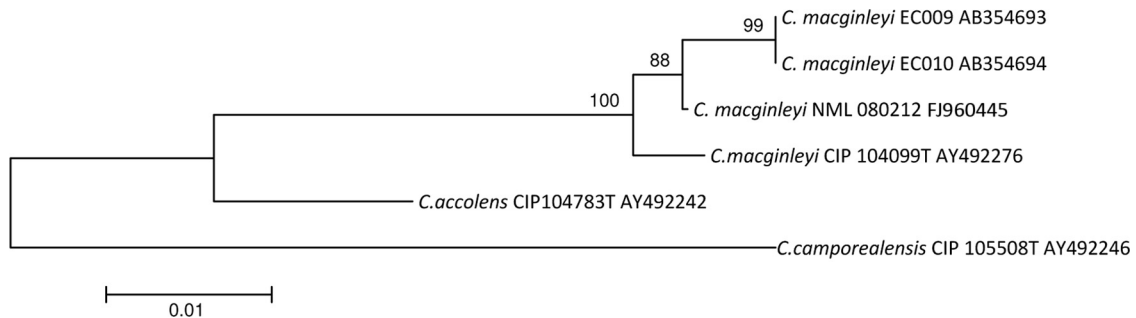 C. macginleyi EC009 AB354693
99
C. macginleyi EC010 AB354694
88
C. macginleyi NML 080212 FJ960445
100
C.macginleyi CIP 104099T AY492276
C.accolens CIP104783T AY492242
C.camporealensis CIP 105508T AY492246
0.01